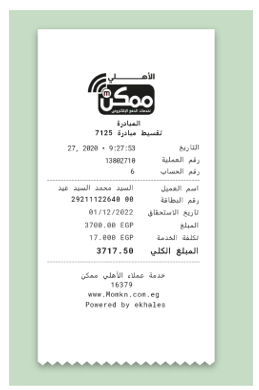 الأهلي
ممكن
m
لخدمات الدفع الإلكتروني
المبادرة
تقسيط مبادرة 7125
التاريخ 27, 2020 • 9:27:53
رقم العملية 13802710
رقم الحساب 6
اسم العميل السيد محمد السيد عيد
رقم البطاقة 29211122640 00
تاريخ الاستحقاق 01/12/2022
المبلغ 3700.00 EGP
تكلفة الخدمة 17.000 EGP
المبلغ الكلي 3717.50
خدمة عملاء الأهلي ممكن
16379
www.Momkn.com.eg
Powered by ekhales